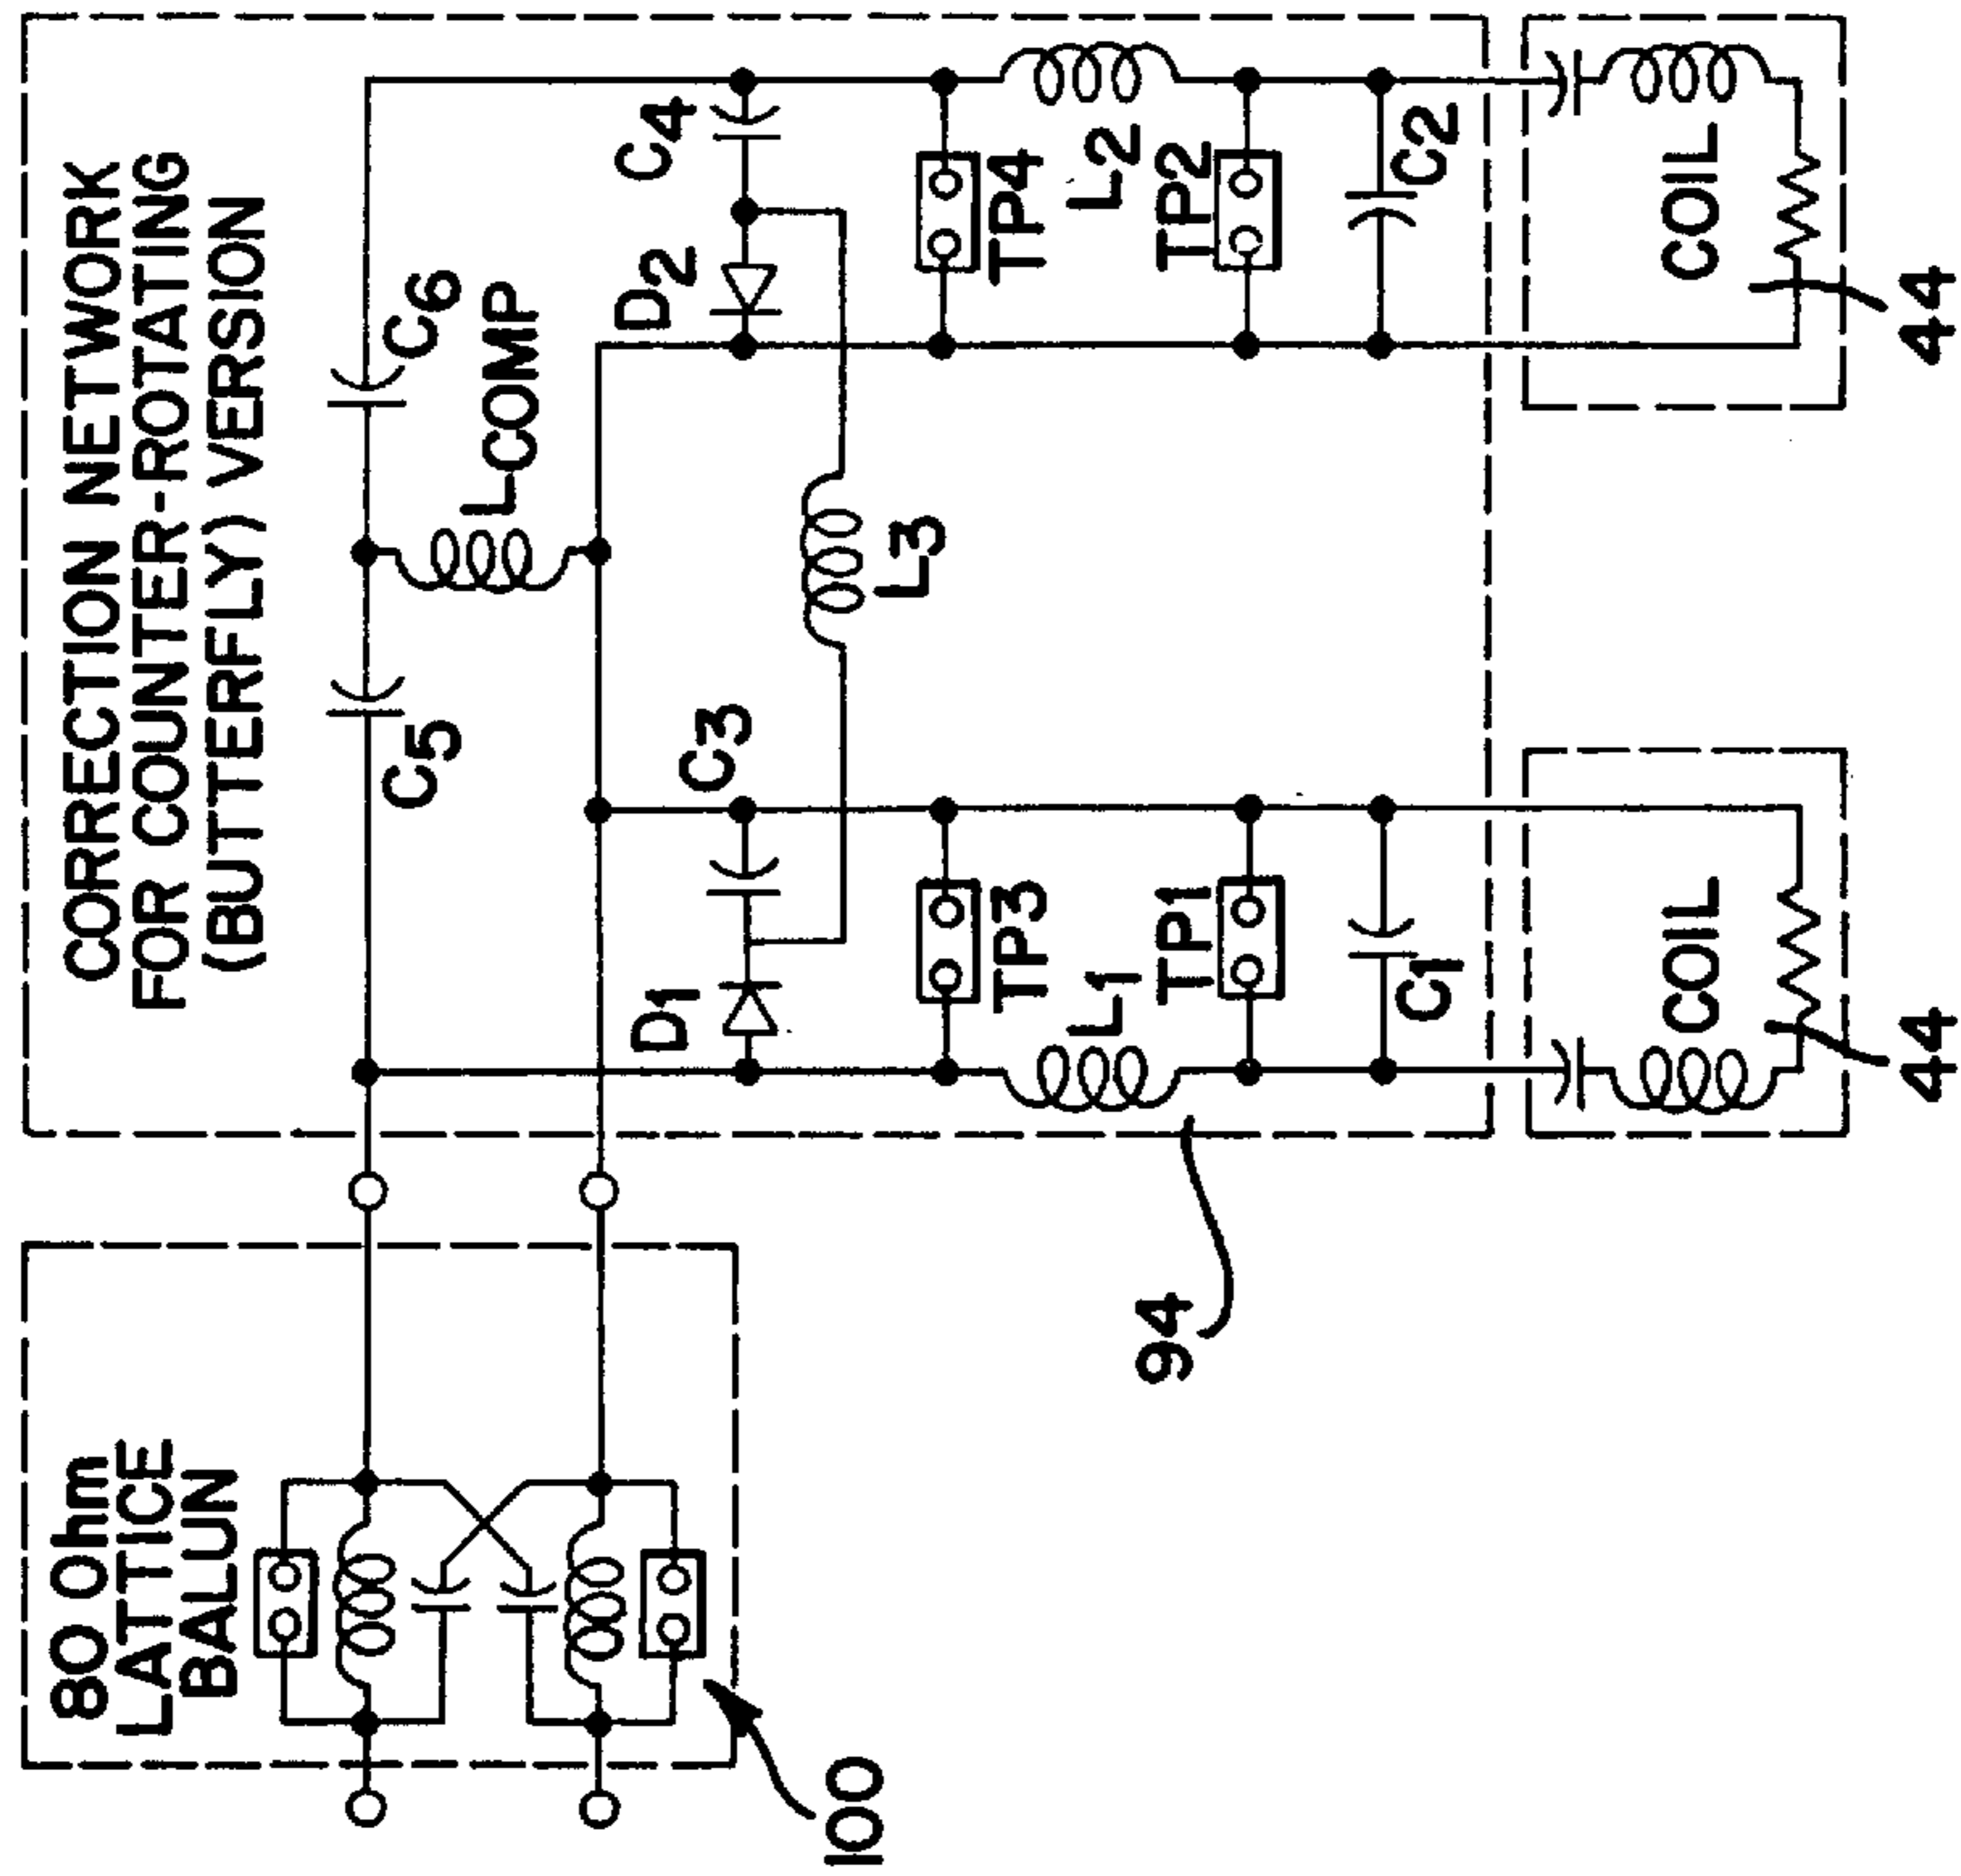 80 Ohm
LATTICE
BALUN
100
CORRECTION NETWORK
FOR COUNTER-ROTATING
(BUTTERFLY) VERSION
C5
C6
LCOMP
D1
C3
D2
C4
L3
TP3
TP4
L1
L2
TP1
TP2
C1
C2
94
COIL
COIL
44
44